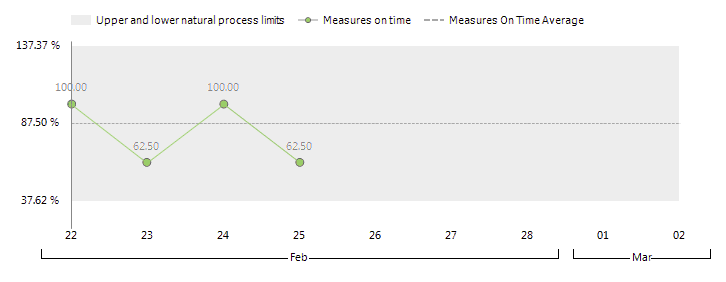 Upper and lower natural process limits Measures on time Measures On Time Average
137.37 %
100.00 100.00
87.50 %
62.50 62.50
37.62 %
22 23 24 25 26 27 28 01 02
Feb Mar